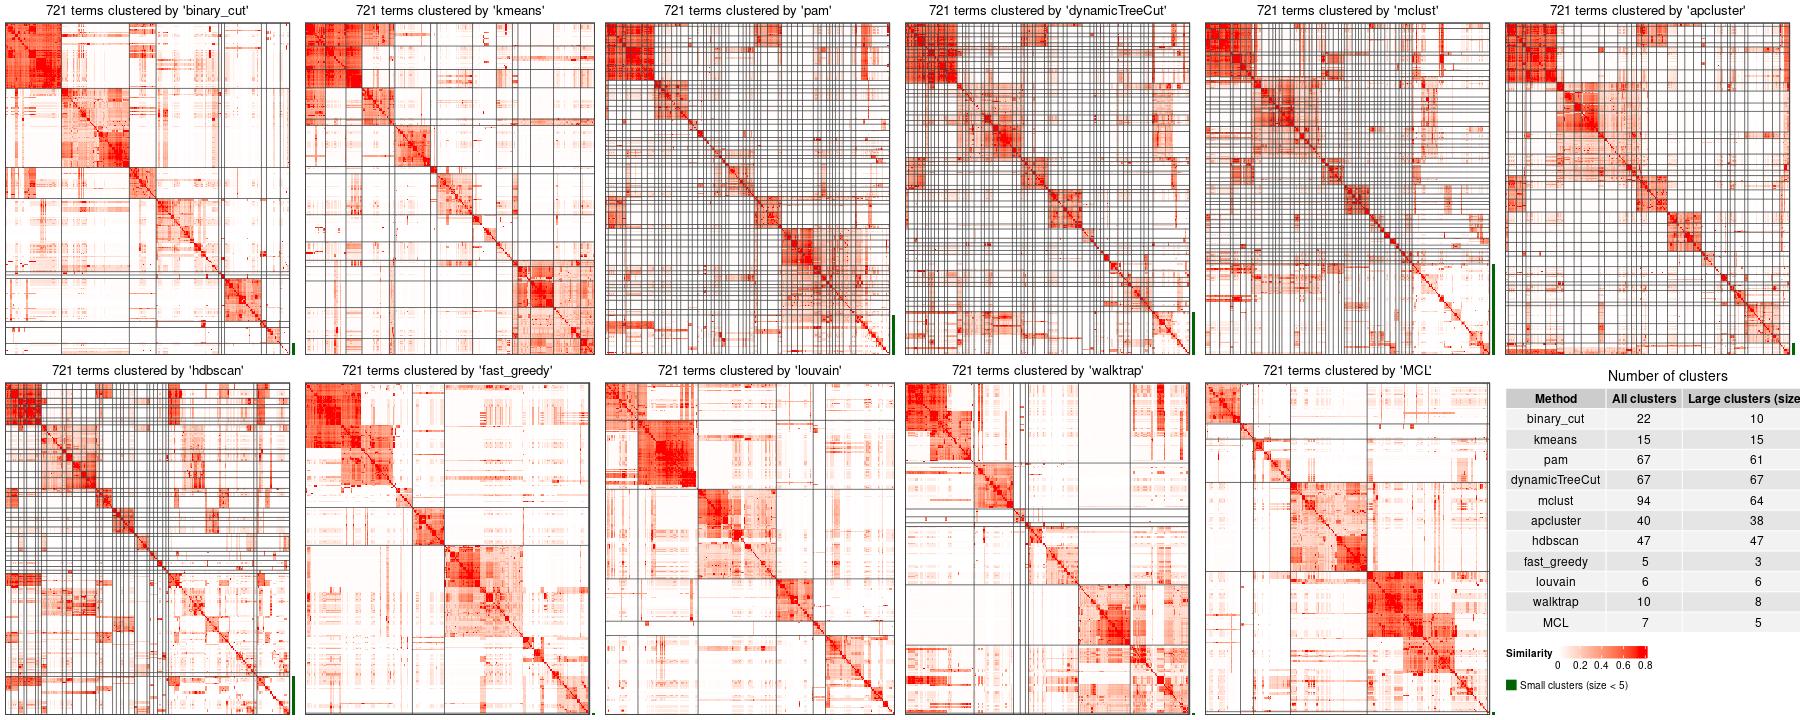 721 terms clustered by 'binary_cut'
721 terms clustered by 'kmeans'
721 terms clustered by 'pam'
721 terms clustered by 'dynamicTreeCut'
721 terms clustered by 'mclust'
721 terms clustered by 'apcluster'
721 terms clustered by 'hdbscan'
721 terms clustered by 'fast_greedy'
721 terms clustered by 'louvain'
721 terms clustered by 'walktrap'
721 terms clustered by 'MCL'
Number of clusters
Method All clusters Large clusters (size
binary_cut 22 10
kmeans 15 15
pam 67 61
dynamicTreeCut 67 67
mclust 94 64
apcluster 40 38
hdbscan 47 47
fast_greedy 5 3
louvain 6 6
walktrap 10 8
MCL 7 5
Similarity
0 0.2 0.4 0.6 0.8
Small clusters (size < 5)